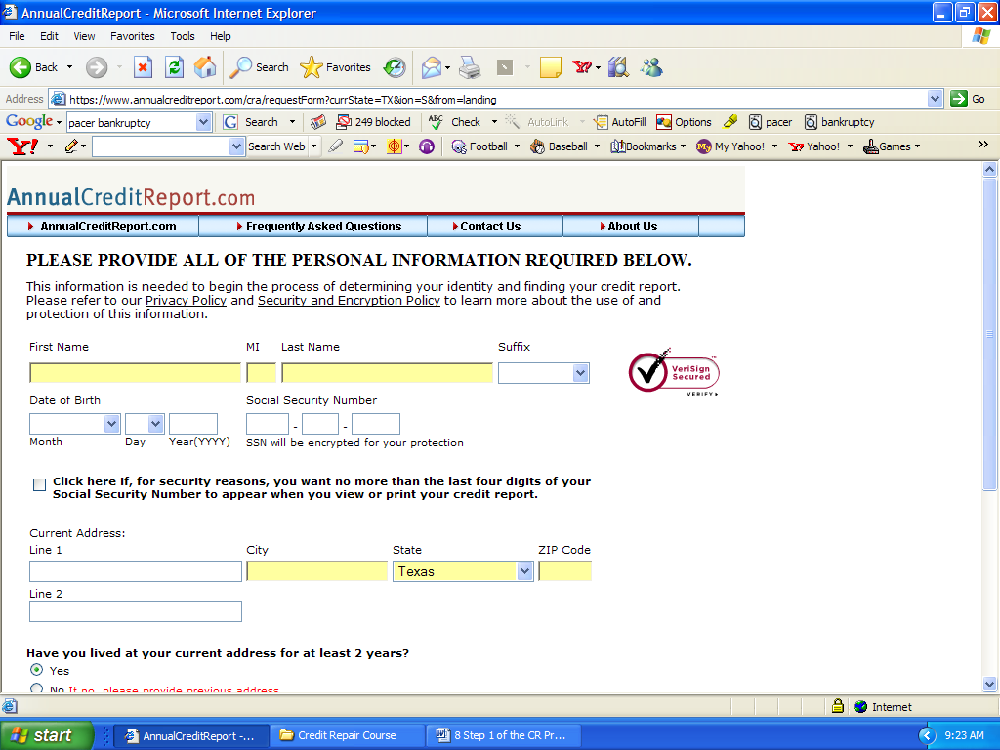 AnnualCreditReport - Microsoft Internet Explorer
File Edit View Favorites Tools Help
Back Search Favorites
Address https://www.annualcreditreport.com/cra/requestForm?currState=TX&ion=S&from=landing Go
Google pacer bankruptcy G Search 249 blocked ABC Check AutoLink AutoFill Options pacer bankruptcy
Y! Search Web Football Baseball Bookmarks My Yahoo! Yahoo! Games »
AnnualCreditReport.com
AnnualCreditReport.com Frequently Asked Questions Contact Us About Us
PLEASE PROVIDE ALL OF THE PERSONAL INFORMATION REQUIRED BELOW.
This information is needed to begin the process of determining your identity and finding your credit report.
Please refer to our Privacy Policy and Security and Encryption Policy to learn more about the use of and
protection of this information.
First Name MI Last Name Suffix
VeriSign
Secured
VERIFY
Date of Birth Social Security Number
- -
Month Day Year(YYYY) SSN will be encrypted for your protection
Click here if, for security reasons, you want no more than the last four digits of your
Social Security Number to appear when you view or print your credit report.
Current Address:
Line 1 City State ZIP Code
Texas
Line 2
Have you lived at your current address for at least 2 years?
Yes
No If no, please provide previous address
Internet
start AnnualCreditReport -... Credit Repair Course 8 Step 1 of the CR Pr... 9:23 AM